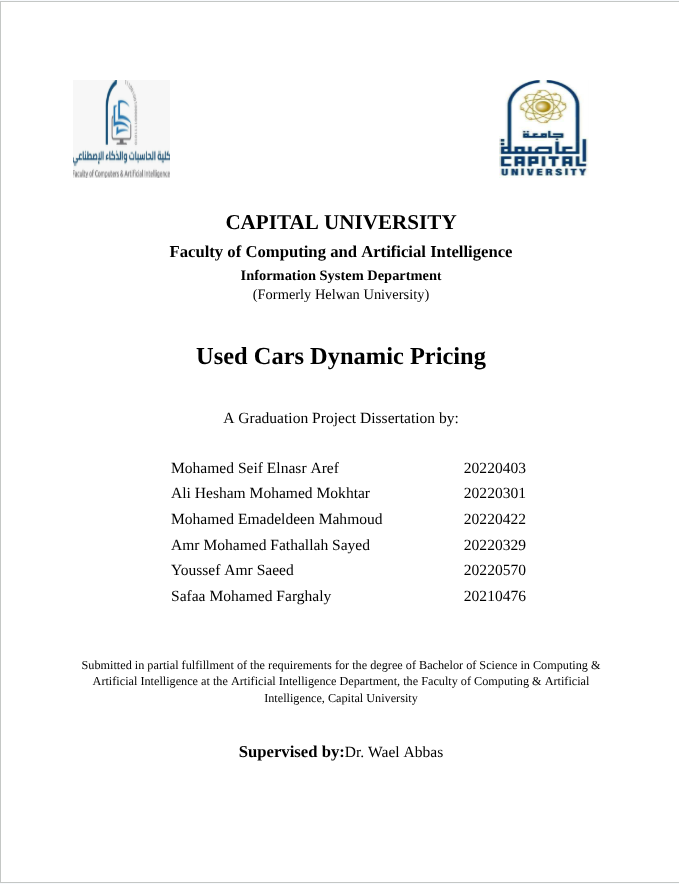 كلية الحاسبات والذكاء الإصطناعي
Faculty of Computers & Artificial Intelligence
جامعة
العاصمة
CAPITAL
UNIVERSITY
CAPITAL UNIVERSITY
Faculty of Computing and Artificial Intelligence
Information System Department
(Formerly Helwan University)
Used Cars Dynamic Pricing
A Graduation Project Dissertation by:
Mohamed Seif Elnasr Aref 20220403
Ali Hesham Mohamed Mokhtar 20220301
Mohamed Emadeldeen Mahmoud 20220422
Amr Mohamed Fathallah Sayed 20220329
Youssef Amr Saeed 20220570
Safaa Mohamed Farghaly 20210476
Submitted in partial fulfillment of the requirements for the degree of Bachelor of Science in Computing &
Artificial Intelligence at the Artificial Intelligence Department, the Faculty of Computing & Artificial
Intelligence, Capital University
Supervised by:Dr. Wael Abbas